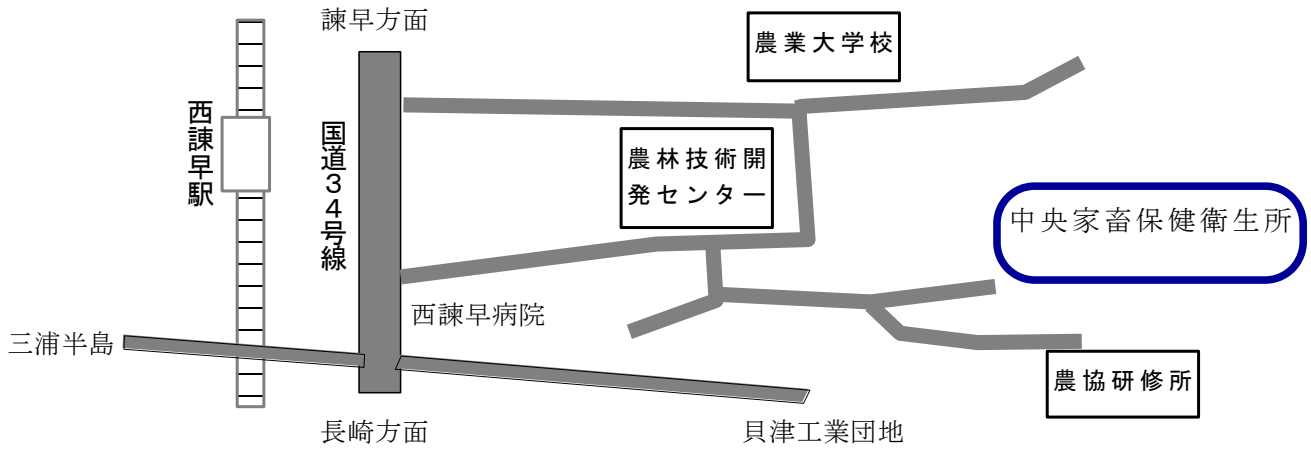 諫早方面
農業大学校
西諫早駅
国道３４号線
農林技術開
発センター
中央家畜保健衛生所
西諫早病院
三浦半島
農協研修所
長崎方面
貝津工業団地